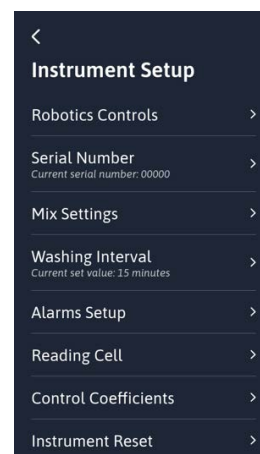 Instrument Setup
Robotics Controls
Serial Number
Current serial number: 00000
Mix Settings
Washing Interval
Current set value: 15 minutes
Alarms Setup
Reading Cell
Control Coefficients
Instrument Reset